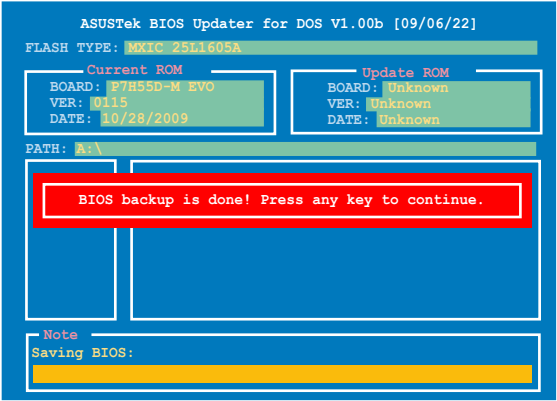 ASUSTek BIOS Updater for DOS V1.00b [09/06/22]
FLASH TYPE: MXIC 25L1605A
Current ROM
BOARD: P7H55D-M EVO
VER: 0115
DATE: 10/28/2009
Update ROM
BOARD: Unknown
VER: Unknown
DATE: Unknown
PATH: A:\
BIOS backup is done! Press any key to continue.
Note
Saving BIOS: